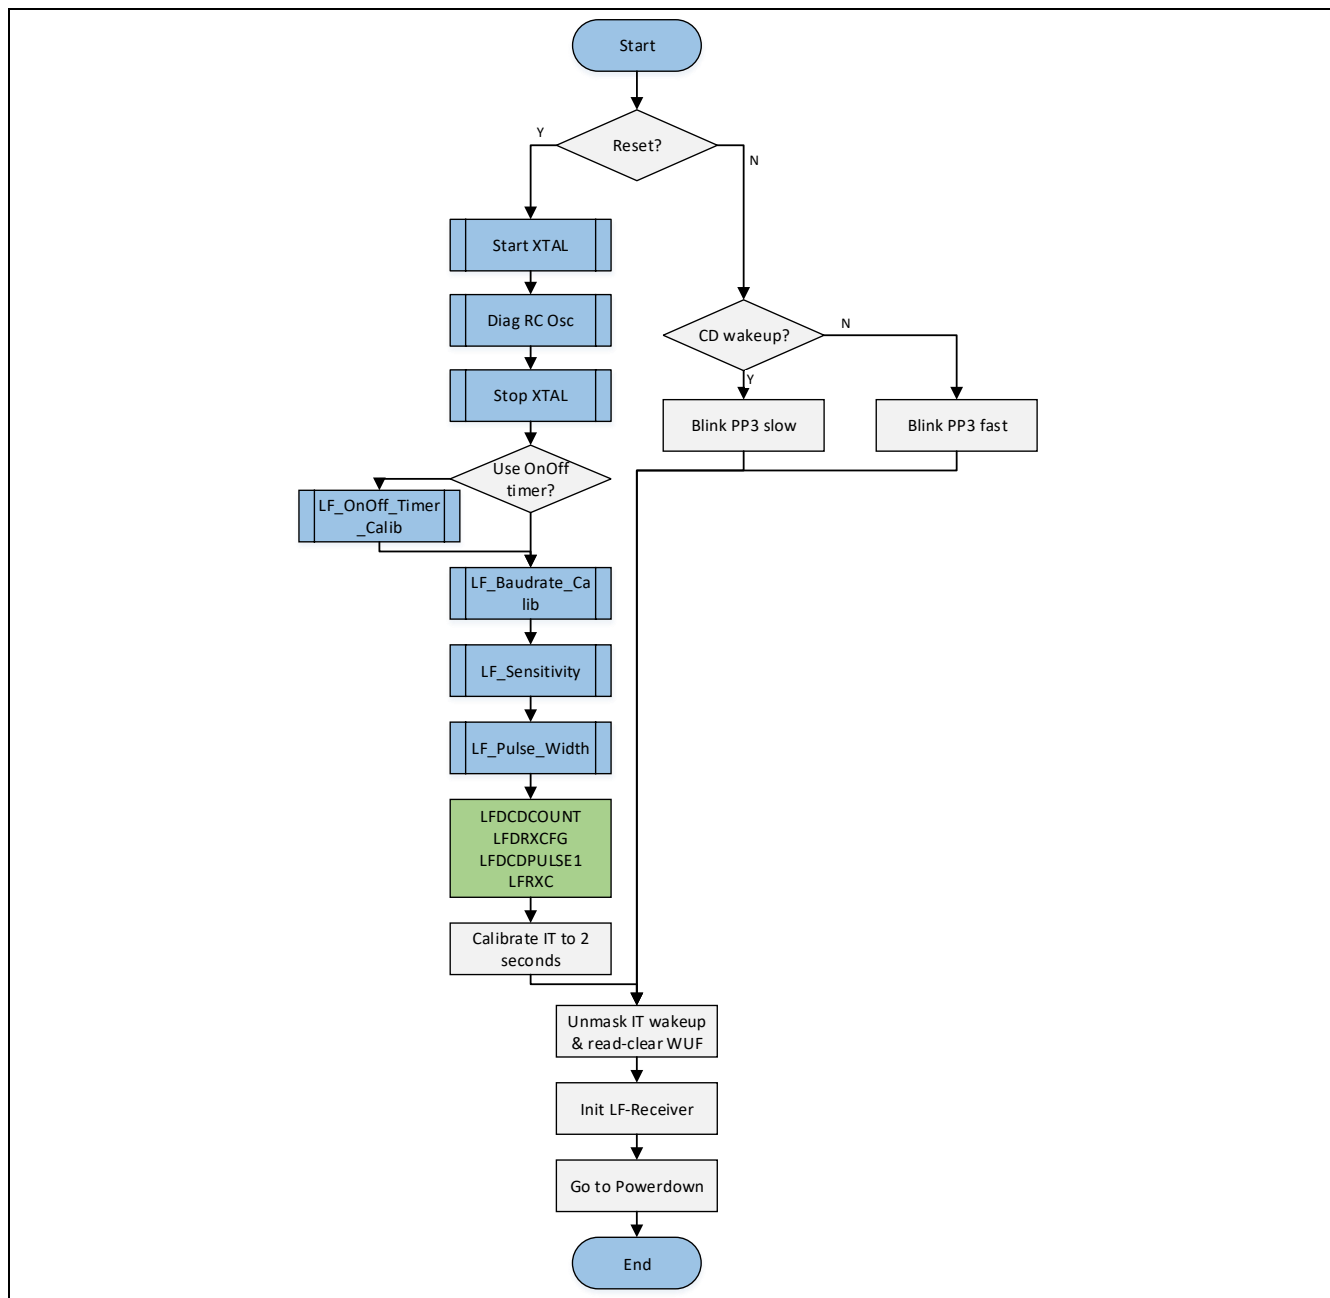 Start
Reset?
Y
N
Start XTAL
Diag RC Osc
CD wakeup?
N
Y
Stop XTAL
Blink PP3 slow
Blink PP3 fast
Use OnOff
timer?
LF_OnOff_Timer
_Calib
LF_Baudrate_Ca
lib
LF_Sensitivity
LF_Pulse_Width
LFDCDCOUNT
LFDRXCFG
LFDCDPULSE1
LFRXC
Calibrate IT to 2
seconds
Unmask IT wakeup
& read-clear WUF
Init LF-Receiver
Go to Powerdown
End